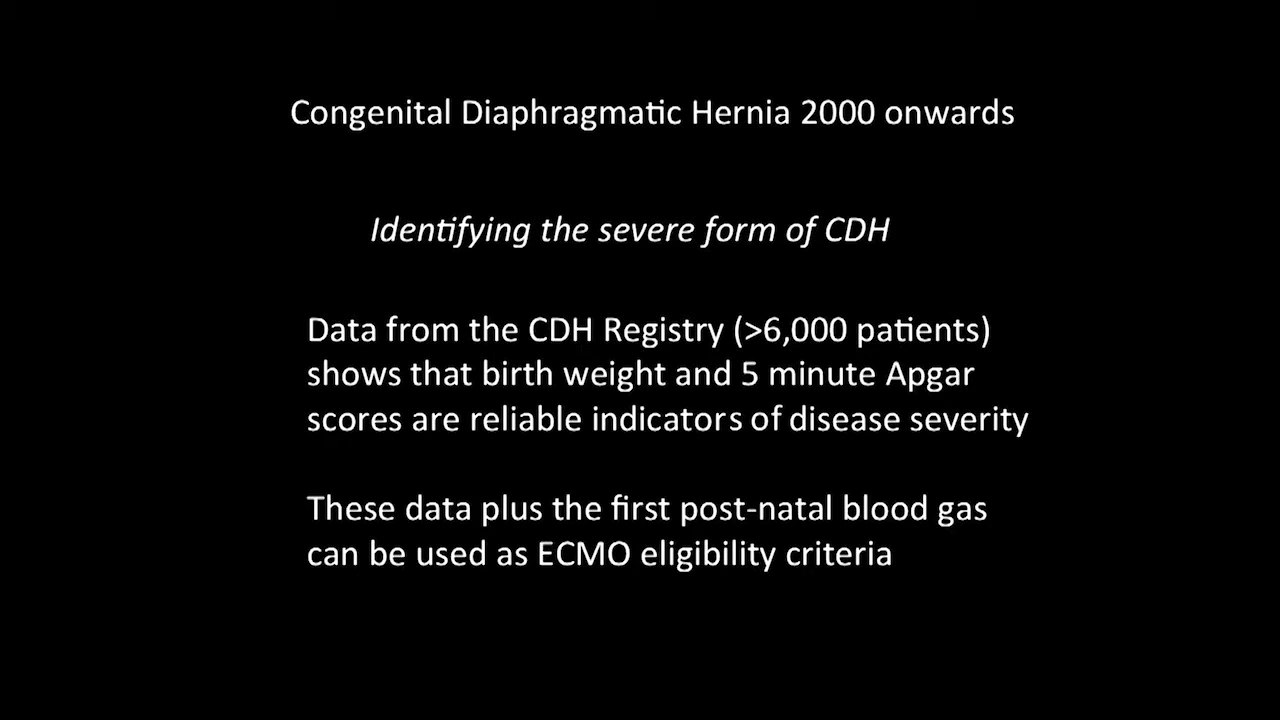 Congenital Diaphragmatic Hernia 2000 onwards
Identifying the severe form of CDH
Data from the CDH Registry (>6,000 patients)
shows that birth weight and 5 minute Apgar
scores are reliable indicators of disease severity
These data plus the first post-natal blood gas
can be used as ECMO eligibility criteria